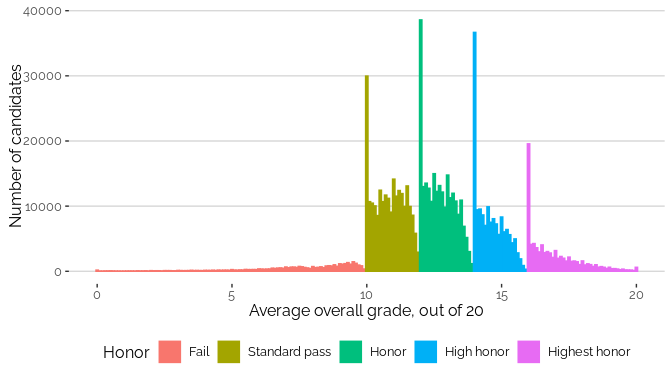 40000
30000
20000
10000
0
Number of candidates
0 5 10 15 20
Average overall grade, out of 20
Honor Fail Standard pass Honor High honor Highest honor